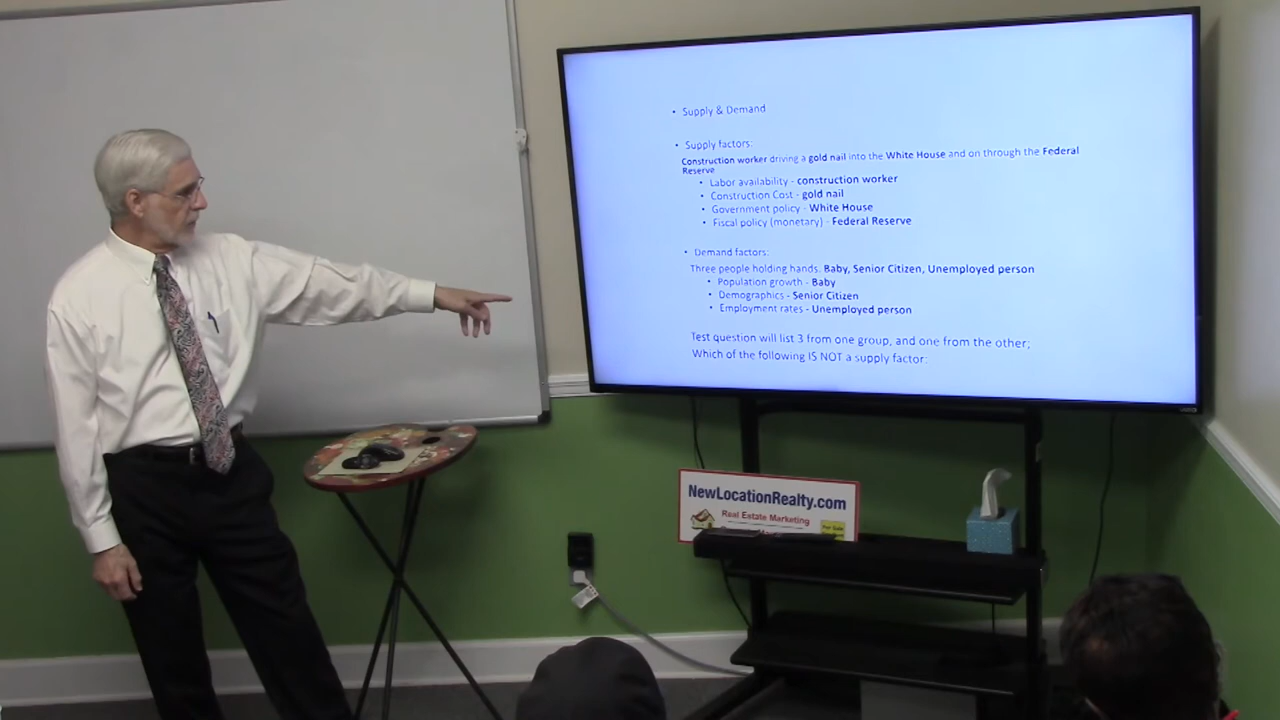 • Supply & Demand
• Supply factors:
Construction worker driving a gold nail into the White House and on through the Federal
Reserve
• Labor availability - construction worker
• Construction Cost - gold nail
• Government policy - White House
• Fiscal policy (monetary) - Federal Reserve
• Demand factors:
Three people holding hands. Baby, Senior Citizen, Unemployed person
• Population growth - Baby
• Demographics - Senior Citizen
• Employment rates - Unemployed person
Test question will list 3 from one group, and one from the other;
Which of the following IS NOT a supply factor:
NewLocationRealty.com
Real Estate Marketing
For Sale